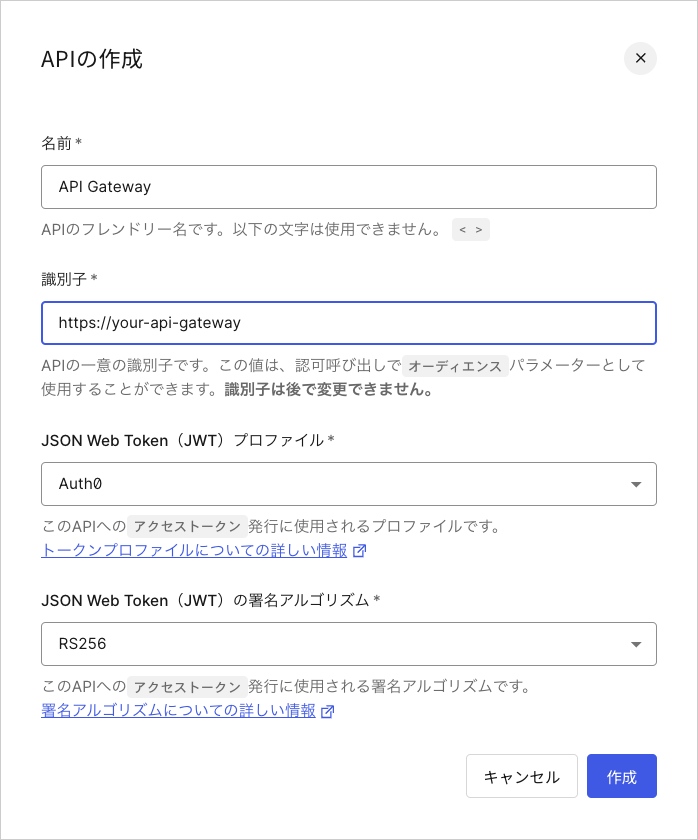 APIの作成
名前 *
API Gateway
APIのフレンドリー名です。以下の文字は使用できません。 < >
識別子 *
https://your-api-gateway
APIの一意の識別子です。この値は、認可呼び出しで オーディエンス パラメーターとして
使用することができます。識別子は後で変更できません。
JSON Web Token（JWT）プロファイル *
Auth0
このAPIへの アクセストークン 発行に使用されるプロファイルです。
トークンプロファイルについての詳しい情報
JSON Web Token（JWT）の署名アルゴリズム *
RS256
このAPIへの アクセストークン 発行に使用される署名アルゴリズムです。
署名アルゴリズムについての詳しい情報
キャンセル 作成